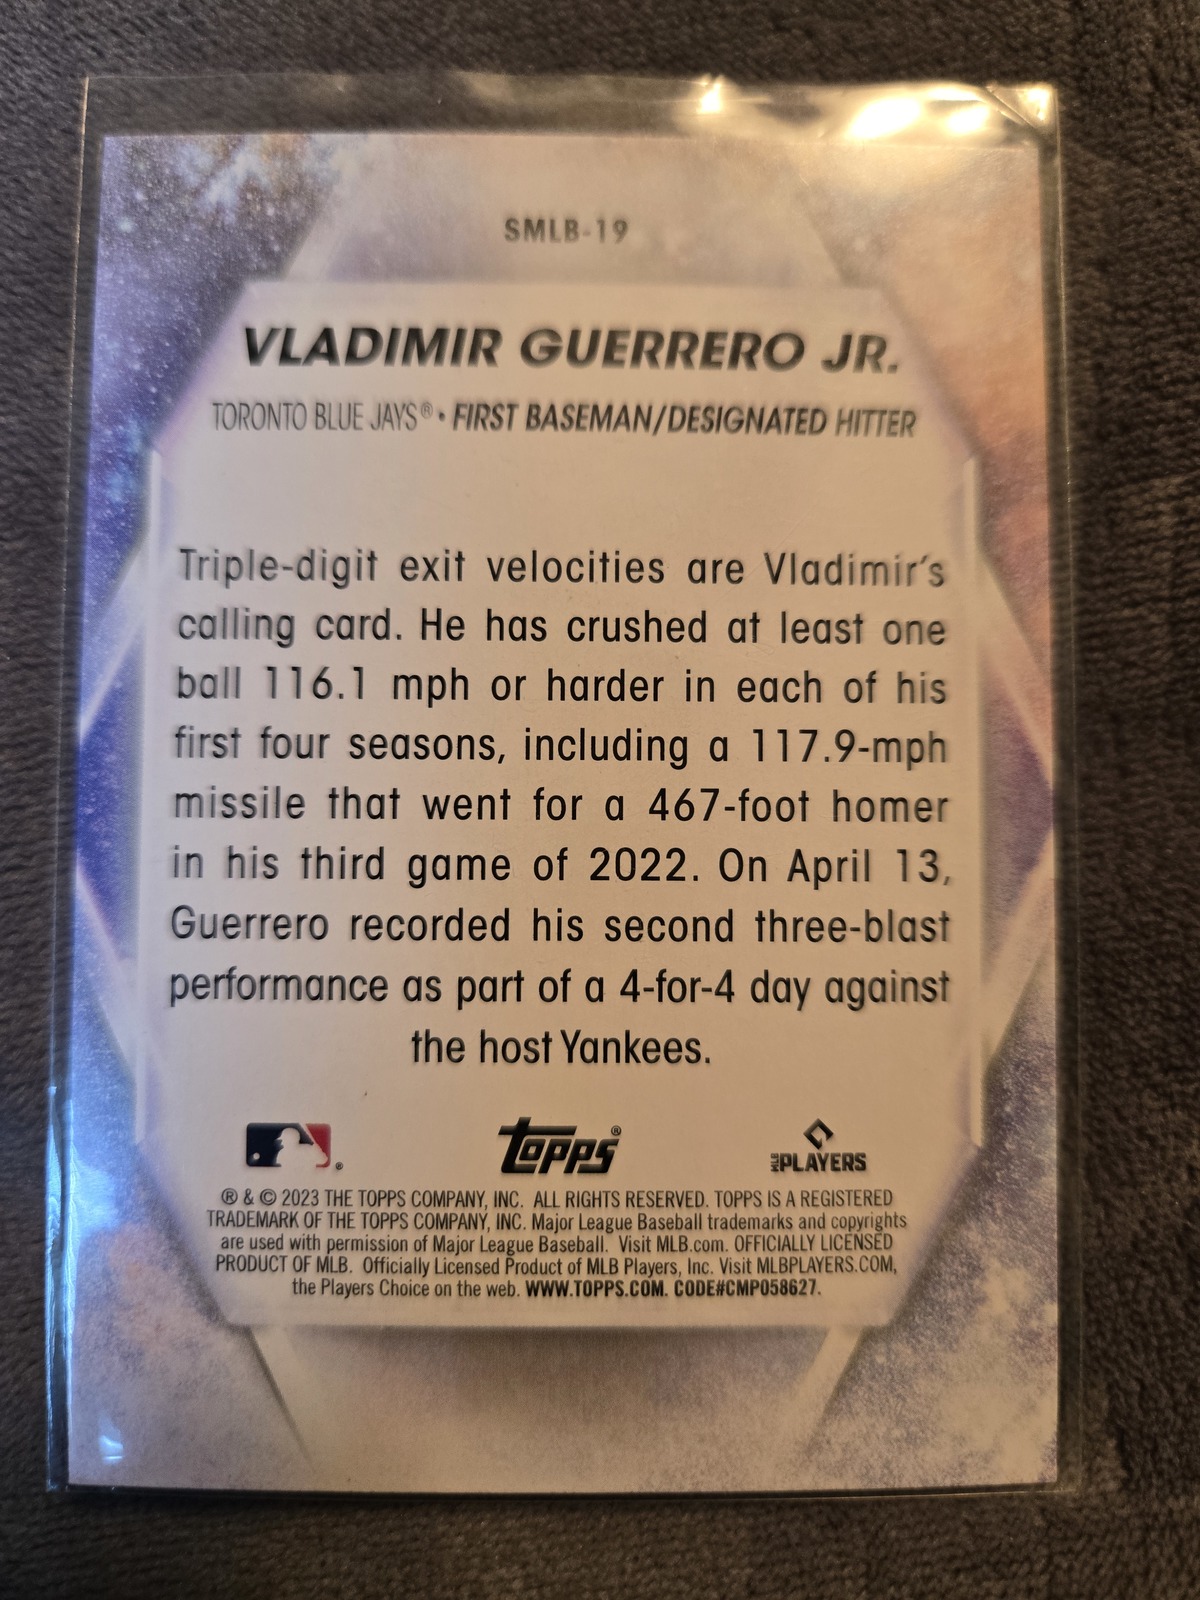 SMLB-19
VLADIMIR GUERRERO JR.
TORONTO BLUE JAYS® • FIRST BASEMAN/DESIGNATED HITTER
Triple-digit exit velocities are Vladimir's
calling card. He has crushed at least one
ball 116.1 mph or harder in each of his
first four seasons, including a 117.9-mph
missile that went for a 467-foot homer
in his third game of 2022. On April 13,
Guerrero recorded his second three-blast
performance as part of a 4-for-4 day against
the host Yankees.
® topps® MLB PLAYERS
® & © 2023 THE TOPPS COMPANY, INC. ALL RIGHTS RESERVED. TOPPS IS A REGISTERED
TRADEMARK OF THE TOPPS COMPANY, INC. Major League Baseball trademarks and copyrights
are used with permission of Major League Baseball. Visit MLB.com. OFFICIALLY LICENSED
PRODUCT OF MLB. Officially Licensed Product of MLB Players, Inc. Visit MLBPLAYERS.COM,
the Players Choice on the web. WWW.TOPPS.COM. CODE#CMP058627.